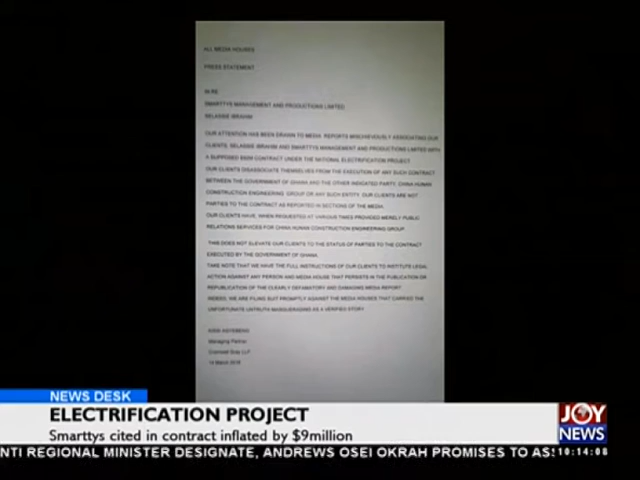 ALL MEDIA HOUSES
PRESS STATEMENT
IN RE
SMARTTYS MANAGEMENT AND PRODUCTIONS LIMITED
SELASSIE IBRAHIM
OUR ATTENTION HAS BEEN DRAWN TO MEDIA REPORTS MISCHIEVOUSLY ASSOCIATING OUR
CLIENTS, SELASSIE IBRAHIM AND SMARTTYS MANAGEMENT AND PRODUCTIONS LIMITED WITH
A SUPPOSED CONTRACT UNDER THE NATIONAL ELECTRIFICATION PROJECT.
OUR CLIENTS DISASSOCIATE THEMSELVES FROM THE EXECUTION OF ANY SUCH CONTRACT
BETWEEN THE GOVERNMENT OF GHANA AND THE OTHER INDICATED PARTY, CHINA HUNAN
CONSTRUCTION ENGINEERING GROUP OR ANY SUCH ENTITY. OUR CLIENTS ARE NOT
PARTIES TO THE CONTRACT AS REPORTED IN SECTIONS OF THE MEDIA.
OUR CLIENTS HAVE, WHEN REQUESTED AT VARIOUS TIMES PROVIDED MERELY PUBLIC
RELATIONS SERVICES FOR CHINA HUNAN CONSTRUCTION ENGINEERING GROUP
THIS DOES NOT ELEVATE OUR CLIENTS TO THE STATUS OF PARTIES TO THE CONTRACT
EXECUTED BY THE GOVERNMENT OF GHANA.
TAKE NOTE THAT WE HAVE THE FULL INSTRUCTIONS OF OUR CLIENTS TO INSTITUTE LEGAL
ACTION AGAINST ANY PERSON AND MEDIA HOUSE THAT PERSISTS IN THE PUBLICATION OR
REPUBLICATION OF THE CLEARLY DEFAMATORY AND DAMAGING MEDIA REPORT.
INDEED, WE ARE FILING SUIT PROMPTLY AGAINST THE MEDIA HOUSES THAT CARRIED THE
UNFORTUNATE UNTRUTH MASQUERADING AS A VERIFIED STORY.
Managing Partner
LLP
14 March
NEWS DESK
ELECTRIFICATION PROJECT
Smarttys cited in contract inflated by $9million
JOY
NEWS
NTI REGIONAL MINISTER DESIGNATE, ANDREWS OSEI OKRAH PROMISES TO AS
10:14:08